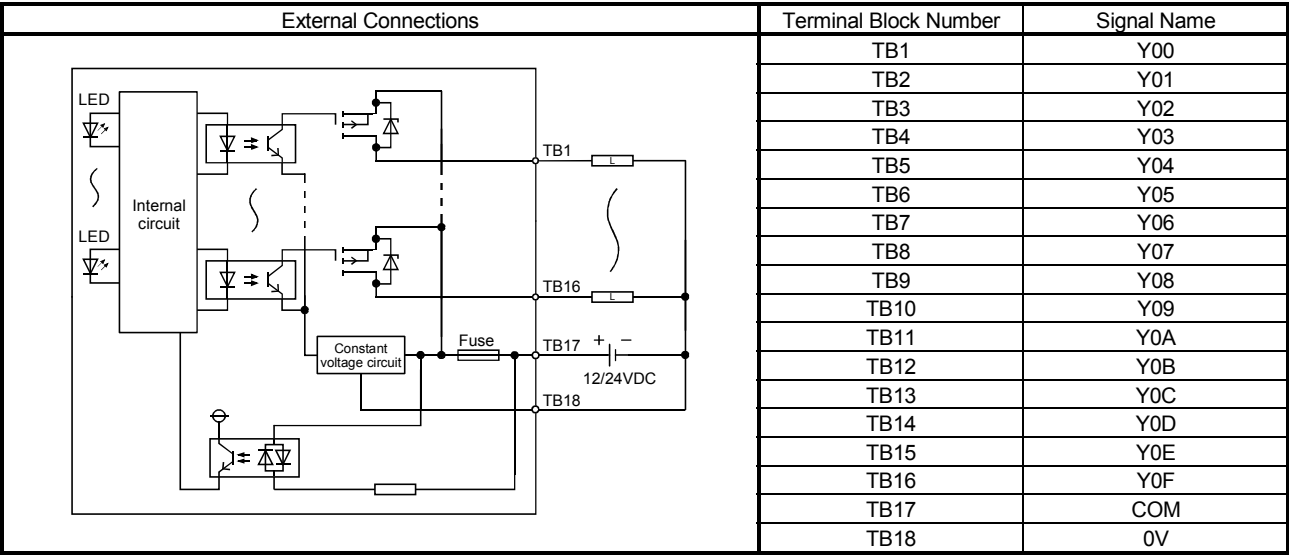 External Connections
Terminal Block Number
Signal Name
LED
LED
Internal
circuit
TB1
L
TB16
L
Constant
voltage circuit
Fuse
TB17
+ −
12/24VDC
TB18
TB1 Y00
TB2 Y01
TB3 Y02
TB4 Y03
TB5 Y04
TB6 Y05
TB7 Y06
TB8 Y07
TB9 Y08
TB10 Y09
TB11 Y0A
TB12 Y0B
TB13 Y0C
TB14 Y0D
TB15 Y0E
TB16 Y0F
TB17 COM
TB18 0V